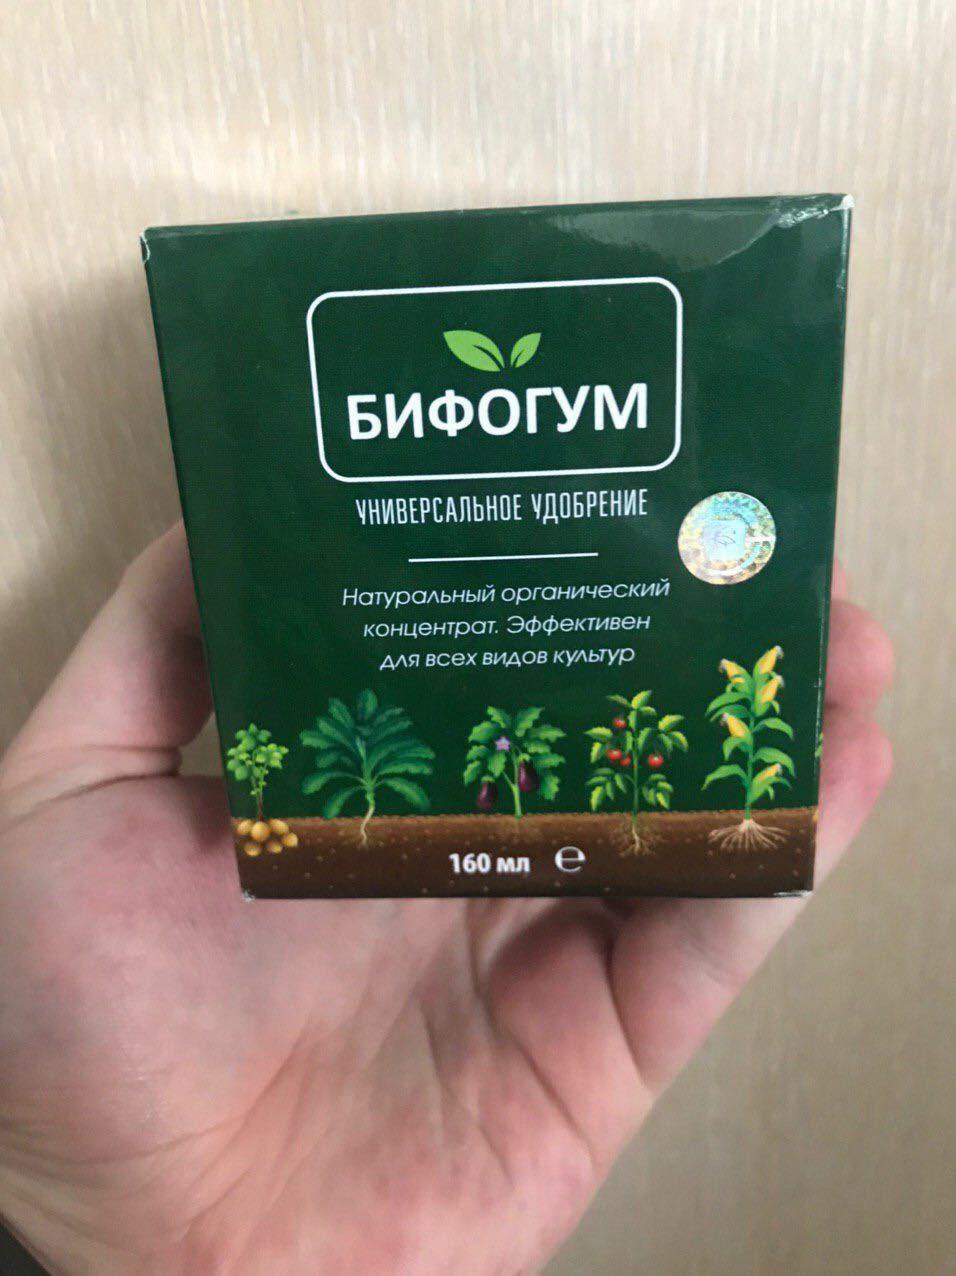 БИФОГУМ
УНИВЕРСАЛЬНОЕ УДОБРЕНИЕ
Натуральный органический
концентрат. Эффективен
для всех видов культур
160 мл ℮